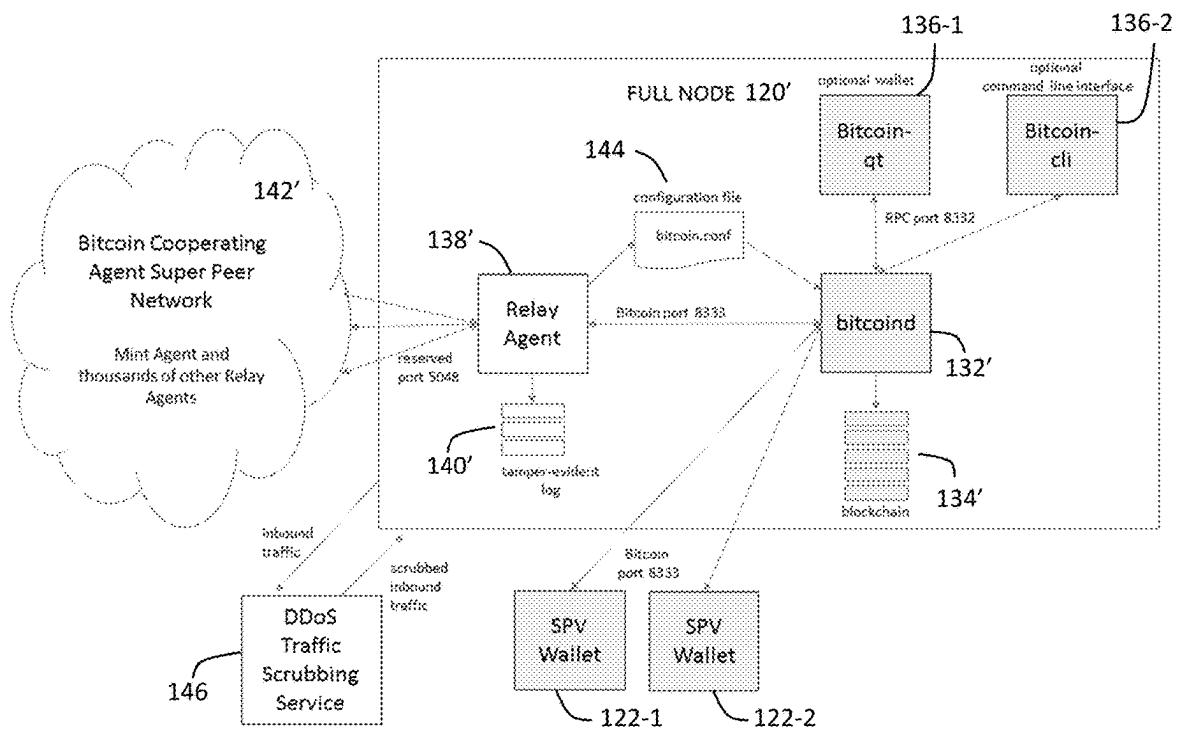 136-1
136-2
FULL NODE 120’
optional wallet
optional
command line interface
Bitcoin-
qt
Bitcoin-
cli
144
configuration file
bitcoin.conf
RPC port 8332
142’
Bitcoin Cooperating
Agent Super Peer
Network
Mint Agent and
thousands of other Relay
Agents
138’
Relay
Agent
Bitcoin port 8333
bitcoind
132’
reserved
port 5048
140’
tamper-evident
log
134’
blockchain
inbound
traffic
scrubbed
inbound
traffic
Bitcoin
port 8333
DDoS
Traffic
Scrubbing
Service
146
SPV
Wallet
SPV
Wallet
122-1
122-2